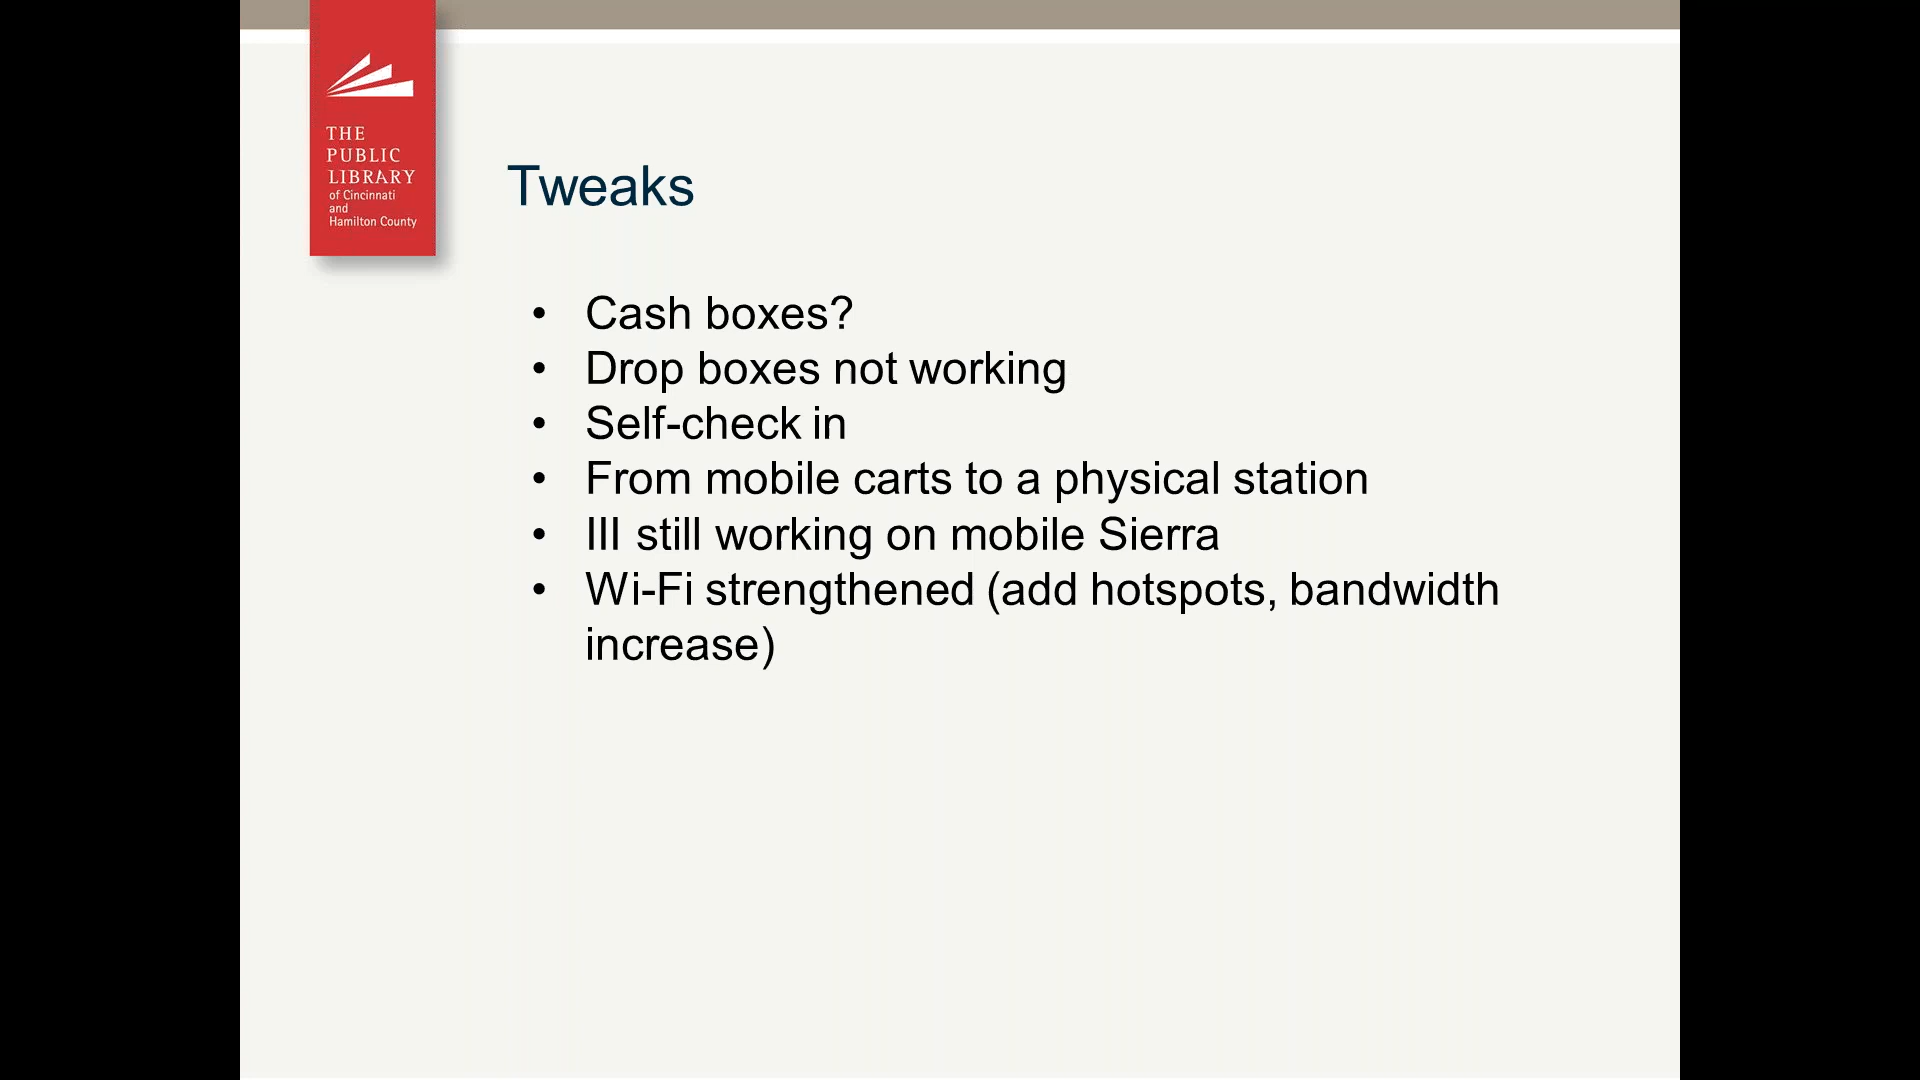 THE
PUBLIC
LIBRARY
of Cincinnati
and
Hamilton County
Tweaks
• Cash boxes?
• Drop boxes not working
• Self-check in
• From mobile carts to a physical station
• III still working on mobile Sierra
• Wi-Fi strengthened (add hotspots, bandwidth
increase)